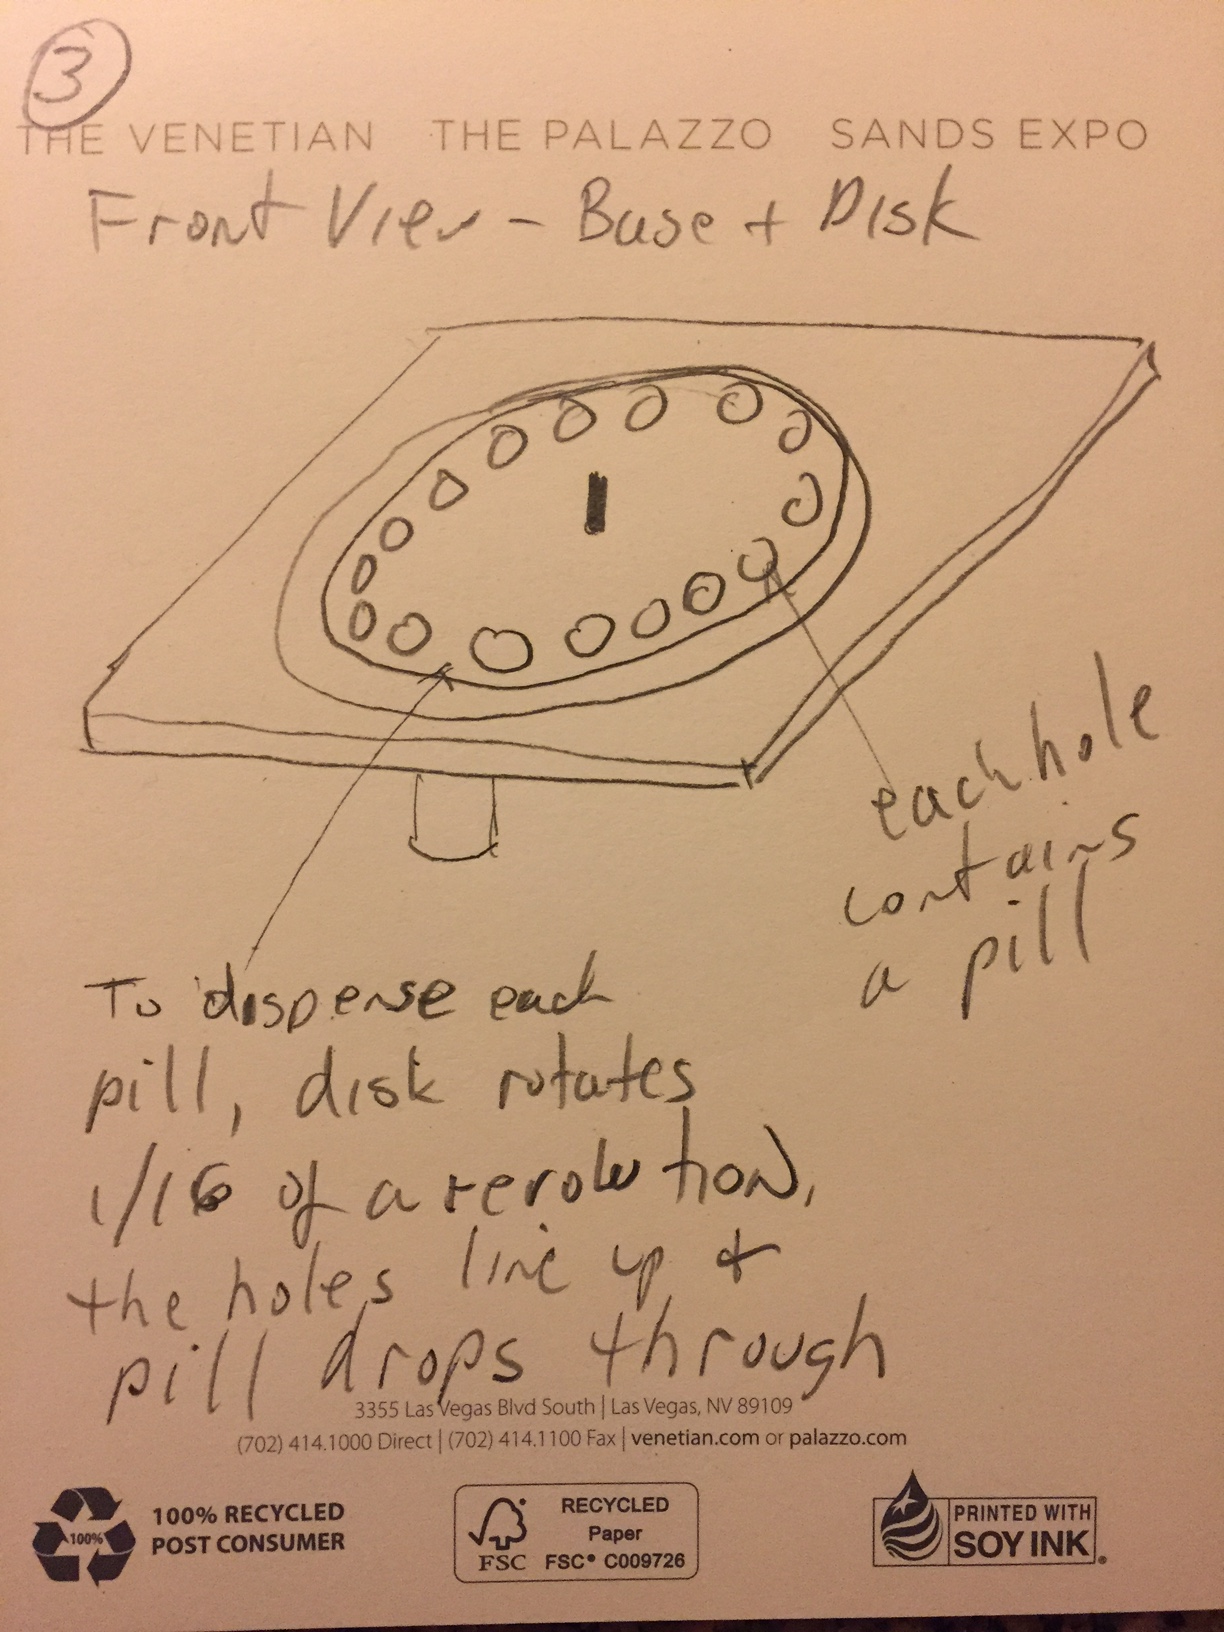 3
THE VENETIAN THE PALAZZO SANDS EXPO
Front View - Base + Disk
each hole
contains
a pill
To dispense each
pill, disk rotates
1/16 of a revolution,
the holes line up +
pill drops through
3355 Las Vegas Blvd South | Las Vegas, NV 89109
(702) 414.1000 Direct | (702) 414.1100 Fax | venetian.com or palazzo.com
100%
100% RECYCLED
POST CONSUMER
FSC
RECYCLED
Paper
FSC® C009726
PRINTED WITH
SOY INK®